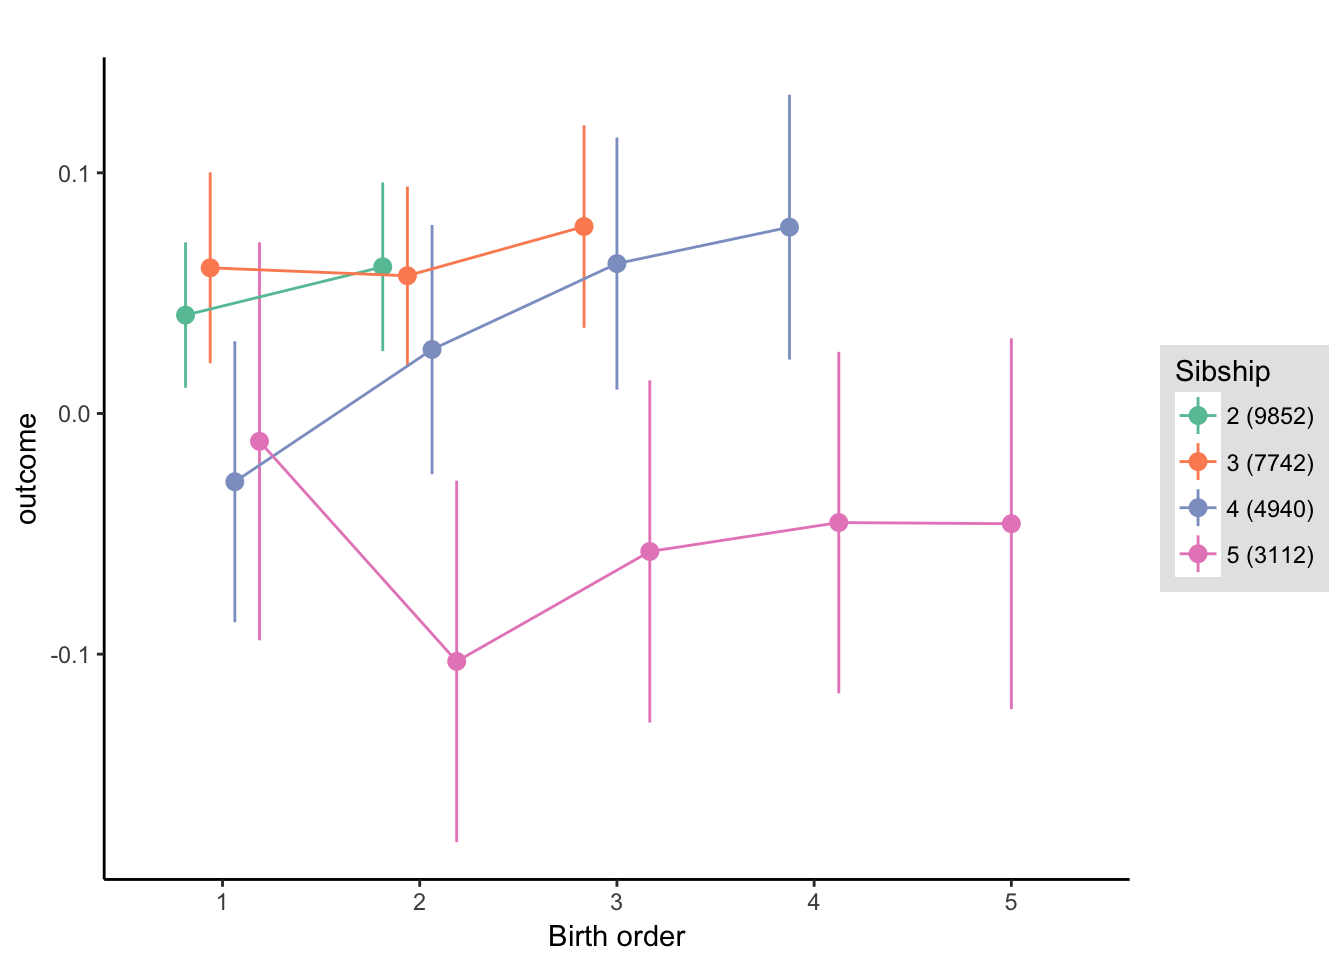 0.1
0.0
-0.1
outcome
1 2 3 4 5
Birth order
Sibship
2 (9852)
3 (7742)
4 (4940)
5 (3112)